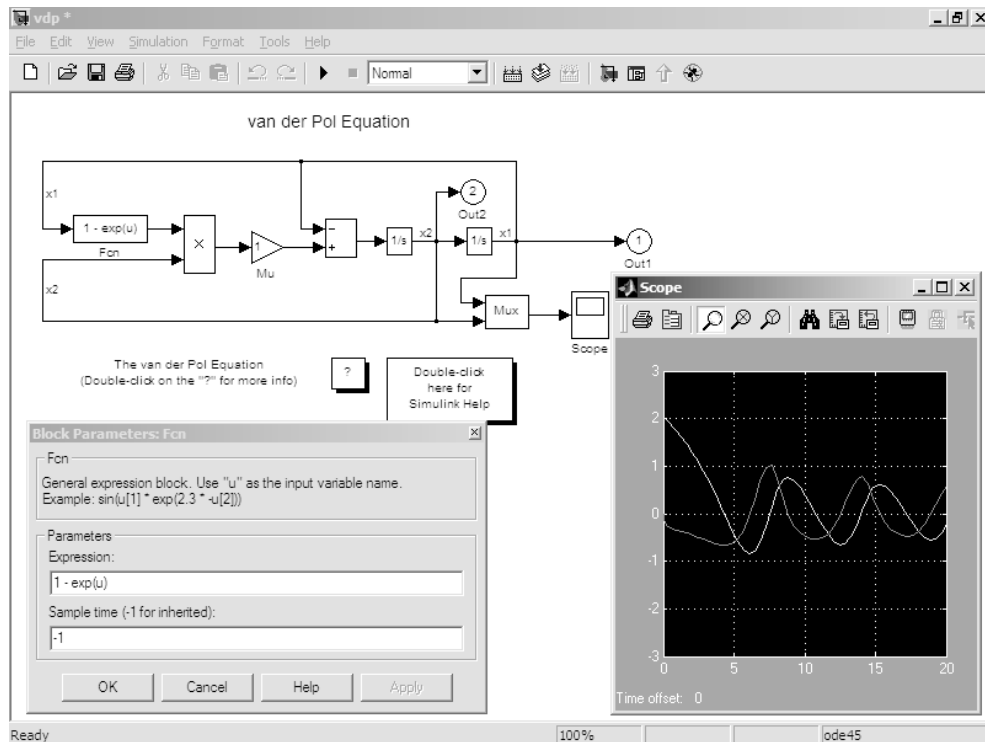 vdp *
File Edit View Simulation Format Tools Help
Normal
van der Pol Equation
x1
1 - exp(u)
Fcn
x2
×
1
Mu
−
+
1/s
x2
2
Out2
1/s
x1
1
Out1
Mux
Scope
The van der Pol Equation
(Double-click on the "?" for more info)
?
Double-click
here for
Simulink Help
Block Parameters: Fcn
Fcn
General expression block. Use "u" as the input variable name.
Example: sin(u[1] * exp(2.3 * -u[2]))
Parameters
Expression:
1 - exp(u)
Sample time (-1 for inherited):
-1
OK Cancel Help Apply
Scope
3
2
1
0
-1
-2
-3
0 5 10 15 20
Time offset: 0
Ready 100% ode45